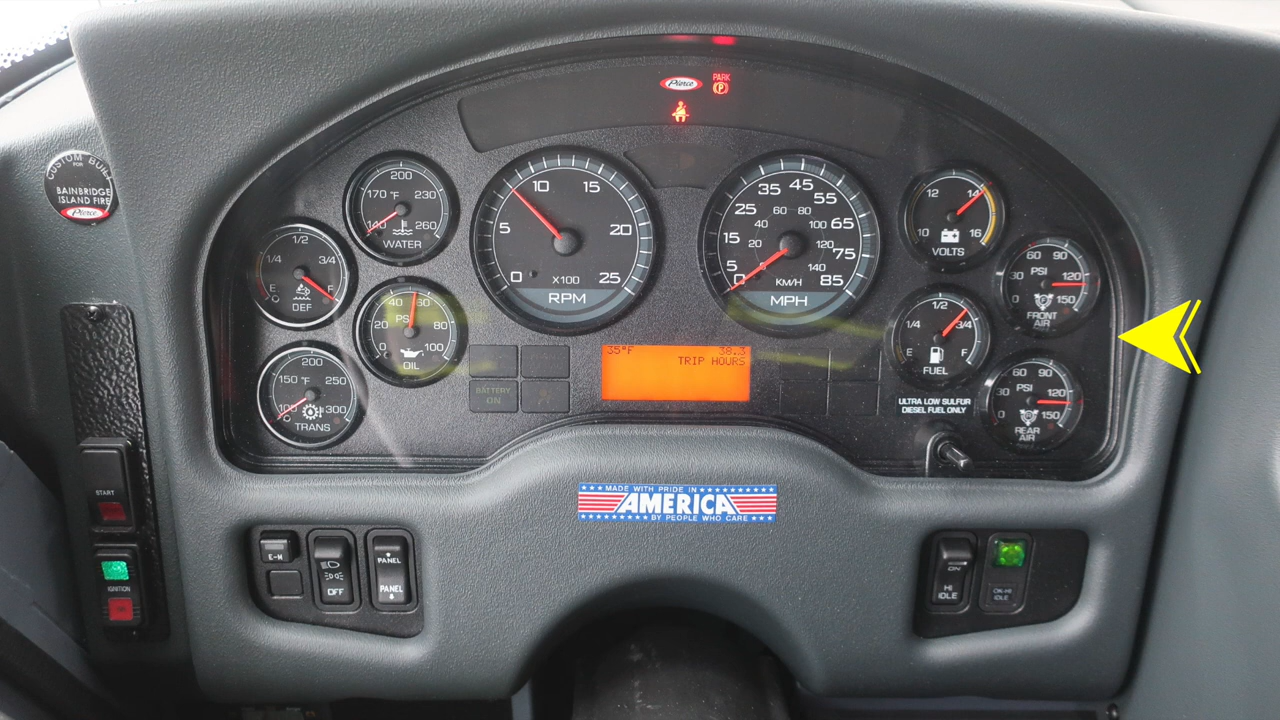 Pierce
PARK
P
CUSTOM BUILT
FOR
BAINBRIDGE
ISLAND FIRE
Pierce
140 170 °F 200 230 260
WATER
E 1/4 1/2 3/4 F
DEF
0 20 40 60 80 100
PSI
OIL
100 150 °F 200 250 300
TRANS
0 5 10 15 20 25
X100
RPM
5 15 25 35 45 55 65 75 85
20 40 60 80 100 120 140
KM/H
MPH
10 12 14 16
VOLTS
E 1/4 1/2 3/4 F
FUEL
0 30 60 90 120 150
PSI
FRONT
AIR
0 30 60 90 120 150
PSI
REAR
AIR
BATTERY
ON
35°F 38.3
TRIP HOURS
ULTRA LOW SULFUR
DIESEL FUEL ONLY
MADE WITH PRIDE IN
AMERICA
BY PEOPLE WHO CARE
START
IGNITION
E-M
OFF
PANEL
PANEL
ON
HI
IDLE
OK-HI
IDLE